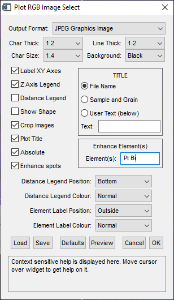 Plot RGB Image Select
Output Format: JPEG Graphics image
Char Thick: 1.2 Line Thick: 1.2
Char Size: 1.4 Background: Black
Label XY Axes
Z Axis Legend
Distance Legend
Show Shape
Crop Images
Plot Title
Absolute
Enhance spots
TITLE
File Name
Sample and Grain
User Text (below)
Text:
Enhance Element(s)
Element(s): Pt Bi
Distance Legend Position: Bottom
Distance Legend Colour: Normal
Element Label Position: Outside
Element Label Colour: Normal
Load Save Defaults Preview Cancel OK
Context sensitive help is displayed here. Move cursor
over widget to get help on it.